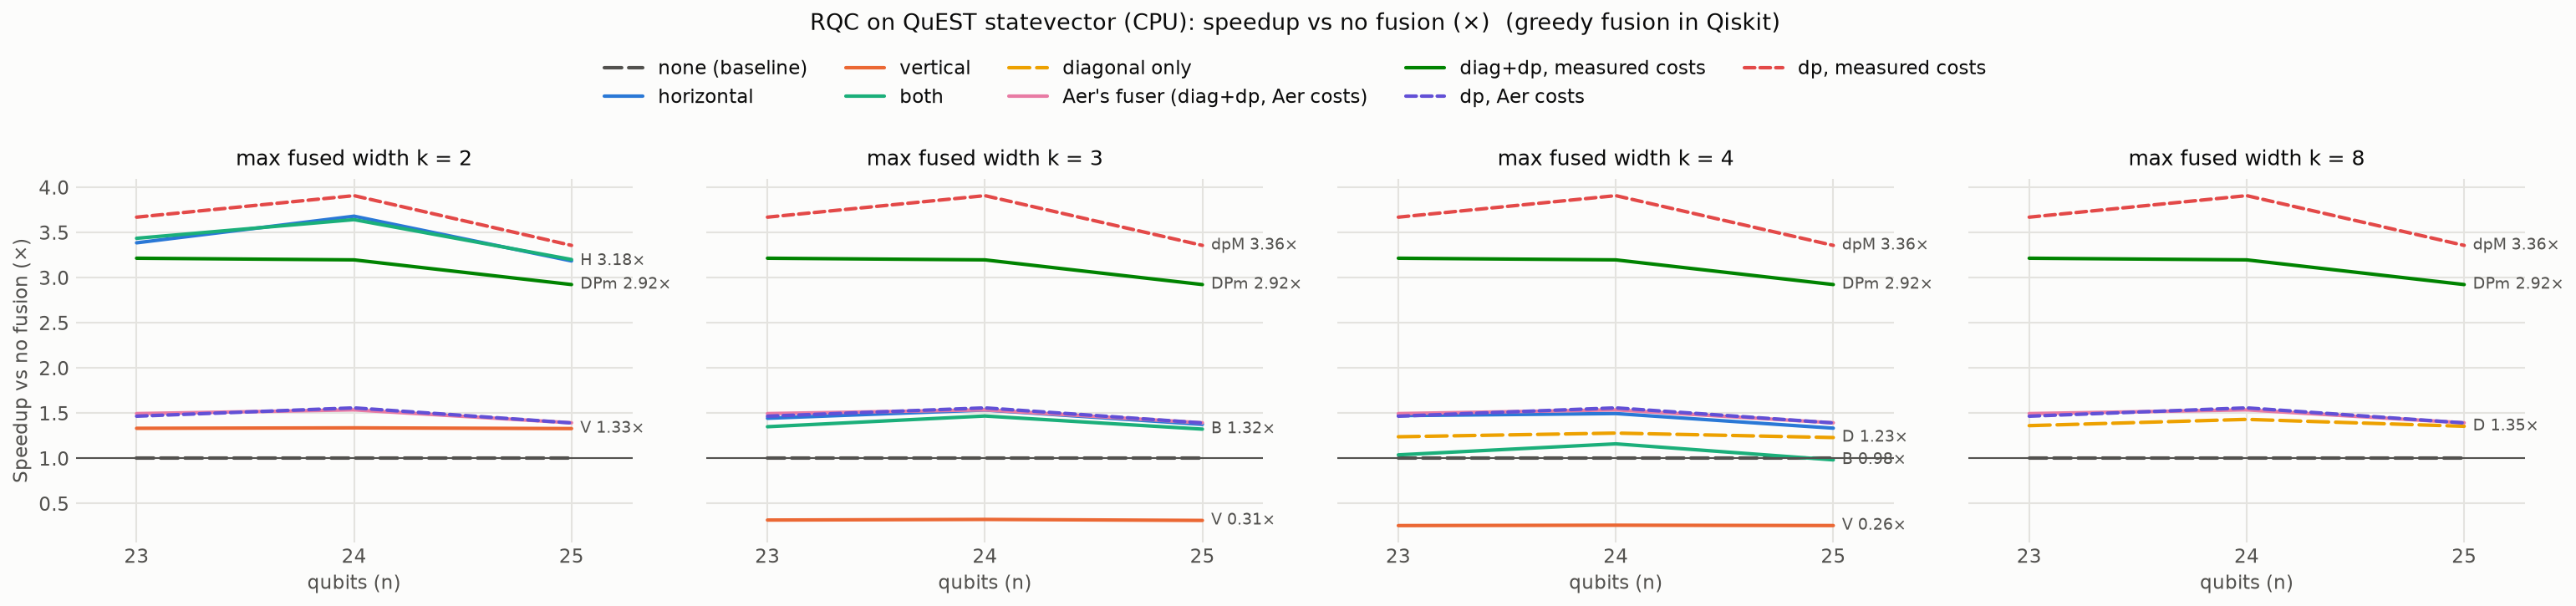 RQC on QuEST statevector (CPU): speedup vs no fusion (×)  (greedy fusion in Qiskit)
none (baseline)
horizontal
vertical
both
diagonal only
Aer's fuser (diag+dp, Aer costs)
diag+dp, measured costs
dp, Aer costs
dp, measured costs
max fused width k = 2
Speedup vs no fusion (×)
4.0
3.5
3.0
2.5
2.0
1.5
1.0
0.5
H 3.18×
DPm 2.92×
V 1.33×
23 24 25
qubits (n)
max fused width k = 3
dpM 3.36×
DPm 2.92×
B 1.32×
V 0.31×
23 24 25
qubits (n)
max fused width k = 4
dpM 3.36×
DPm 2.92×
D 1.23×
B 0.98×
V 0.26×
23 24 25
qubits (n)
max fused width k = 8
dpM 3.36×
DPm 2.92×
D 1.35×
23 24 25
qubits (n)